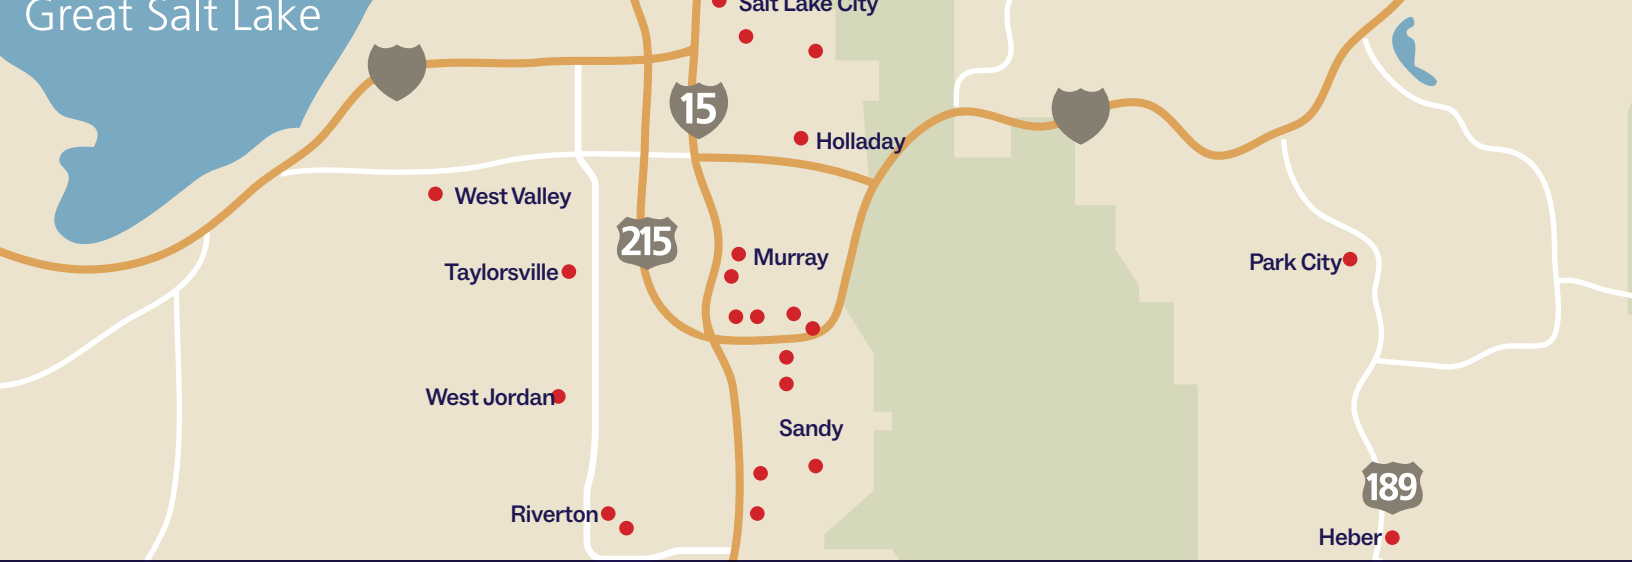 Great Salt Lake
Salt Lake City
15
Holladay
West Valley
215
Murray
Taylorsville
Park City
West Jordan
Sandy
189
Riverton
Heber